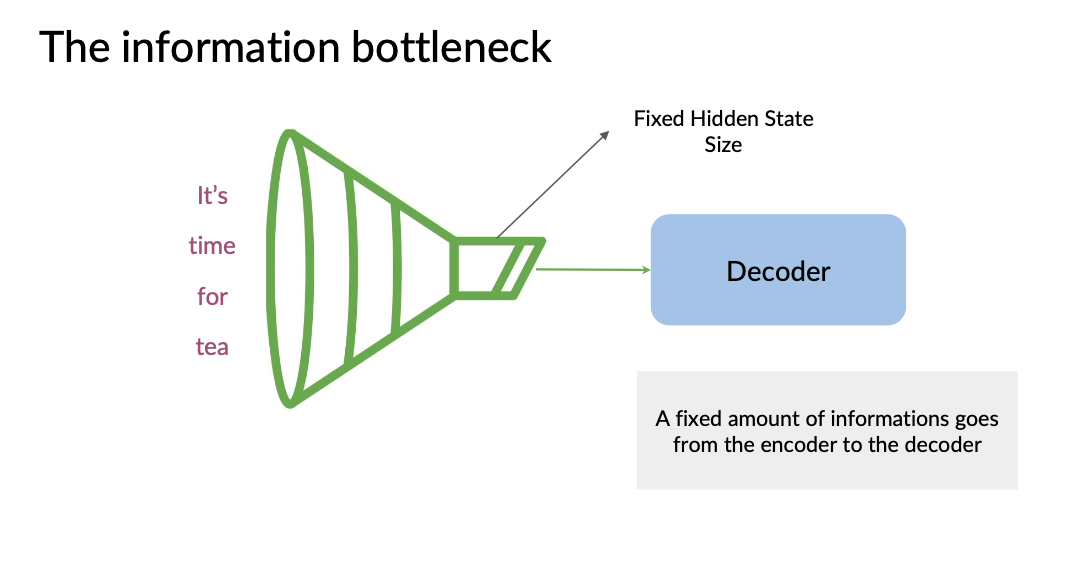 The information bottleneck
Fixed Hidden State
Size
It's
time
for
tea
Decoder
A fixed amount of informations goes
from the encoder to the decoder